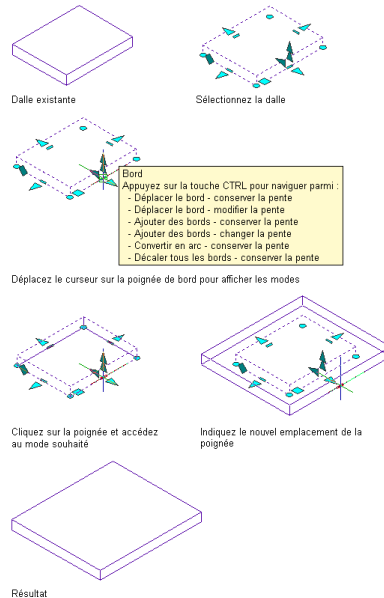 Dalle existante
Sélectionnez la dalle
Bord
Appuyez sur la touche CTRL pour naviguer parmi :
- Déplacer le bord - conserver la pente
- Déplacer le bord - modifier la pente
- Ajouter des bords - conserver la pente
- Ajouter des bords - changer la pente
- Convertir en arc - conserver la pente
- Décaler tous les bords - conserver la pente
Déplacez le curseur sur la poignée de bord pour afficher les modes
Cliquez sur la poignée et accédez
au mode souhaité
Indiquez le nouvel emplacement de la
poignée
Résultat